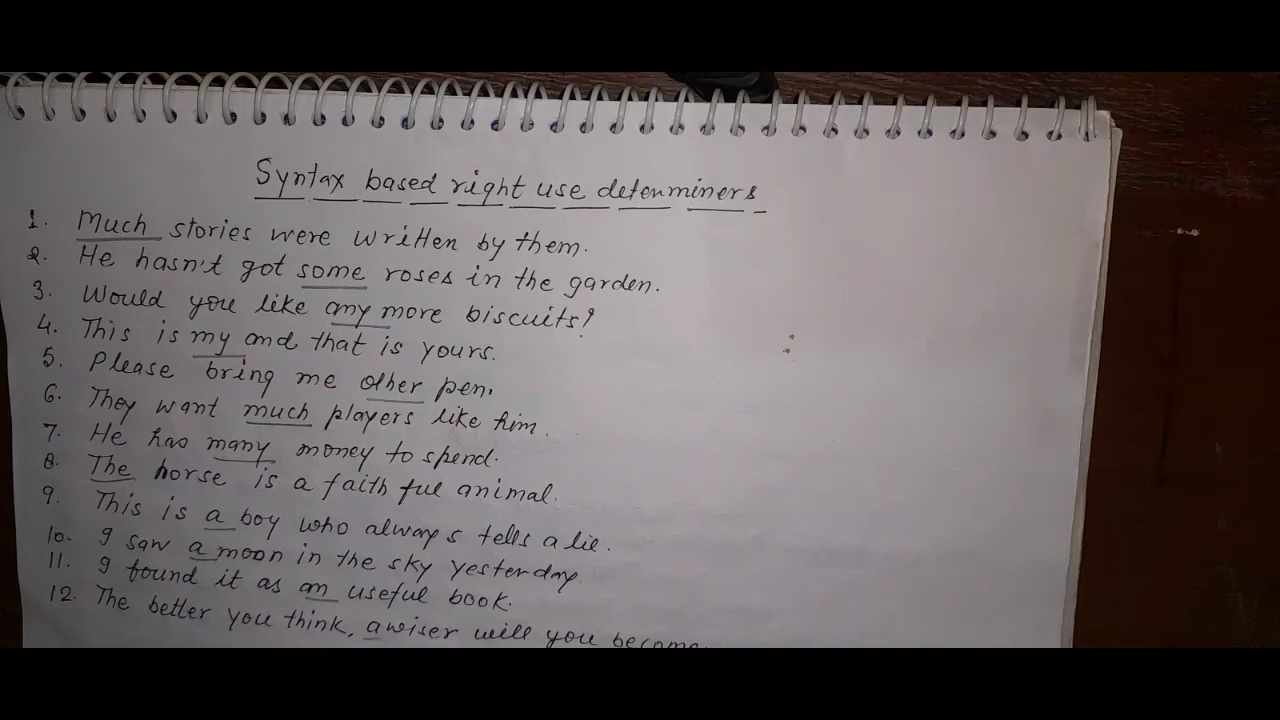 Syntax based right use determiners
1. Much stories were written by them.
2. He hasn't got some roses in the garden.
3. Would you like any more biscuits?
4. This is my and that is yours.
5. Please bring me other pen.
6. They want much players like him.
7. He has many money to spend.
8. The horse is a faith ful animal.
9. This is a boy who always tells a lie.
10. I saw a moon in the sky yesterday.
11. I found it as an useful book.
12. The better you think, a wiser will you become.